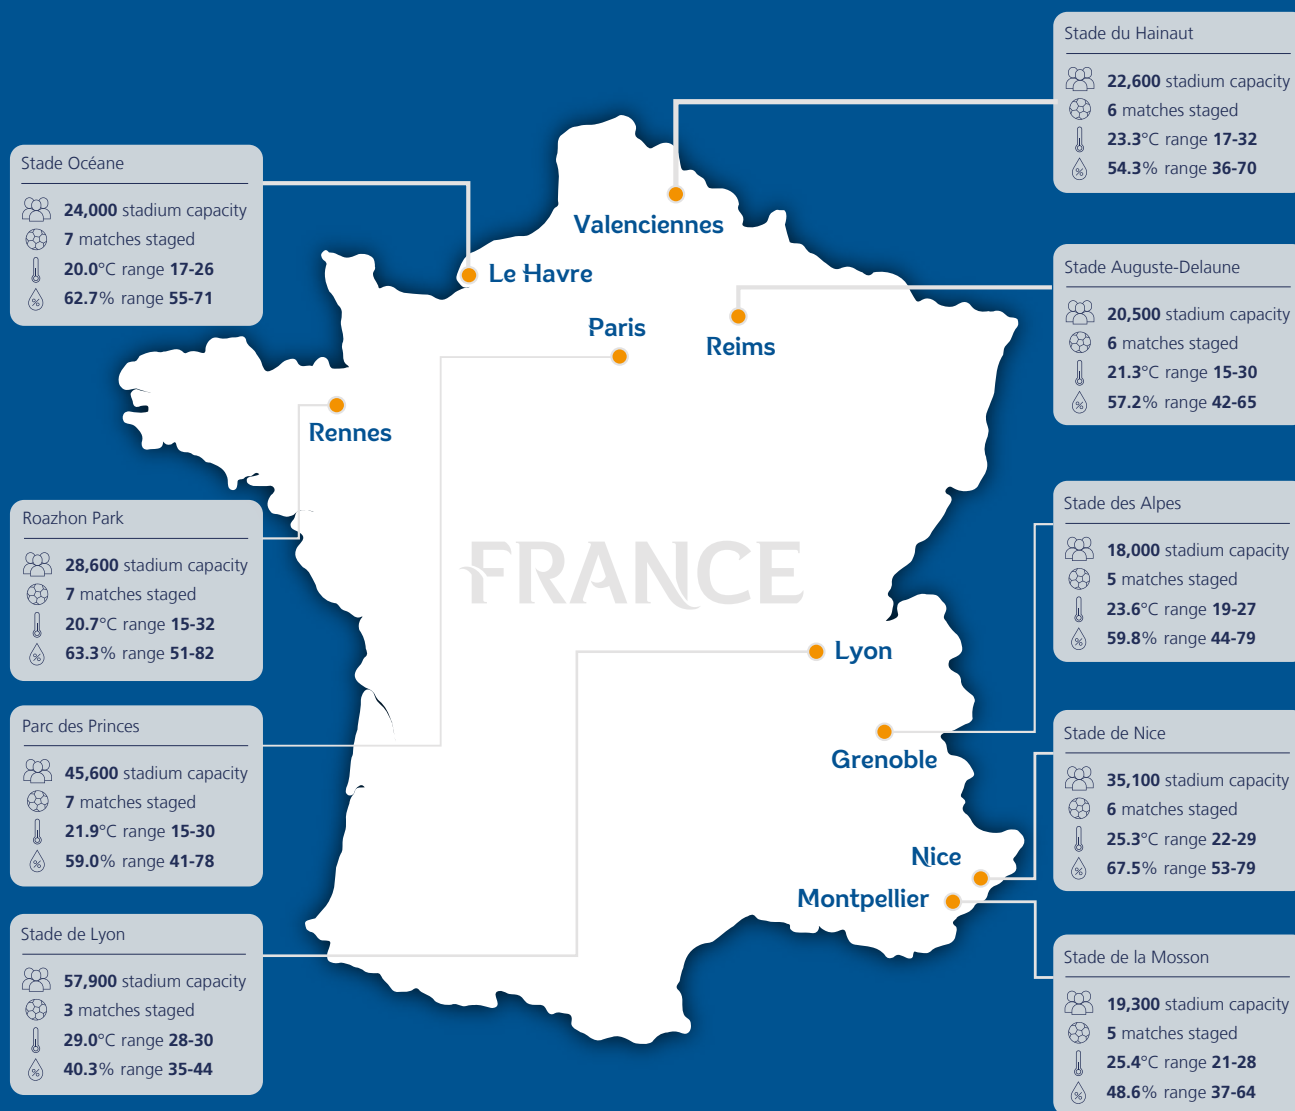 Stade Océane
24,000 stadium capacity
7 matches staged
20.0°C range 17-26
62.7% range 55-71
Roazhon Park
28,600 stadium capacity
7 matches staged
20.7°C range 15-32
63.3% range 51-82
Parc des Princes
45,600 stadium capacity
7 matches staged
21.9°C range 15-30
59.0% range 41-78
Stade de Lyon
57,900 stadium capacity
3 matches staged
29.0°C range 28-30
40.3% range 35-44
Valenciennes
Le Havre
Paris
Reims
Rennes
FRANCE
Lyon
Grenoble
Nice
Montpellier
Stade du Hainaut
22,600 stadium capacity
6 matches staged
23.3°C range 17-32
54.3% range 36-70
Stade Auguste-Delaune
20,500 stadium capacity
6 matches staged
21.3°C range 15-30
57.2% range 42-65
Stade des Alpes
18,000 stadium capacity
5 matches staged
23.6°C range 19-27
59.8% range 44-79
Stade de Nice
35,100 stadium capacity
6 matches staged
25.3°C range 22-29
67.5% range 53-79
Stade de la Mosson
19,300 stadium capacity
5 matches staged
25.4°C range 21-28
48.6% range 37-64